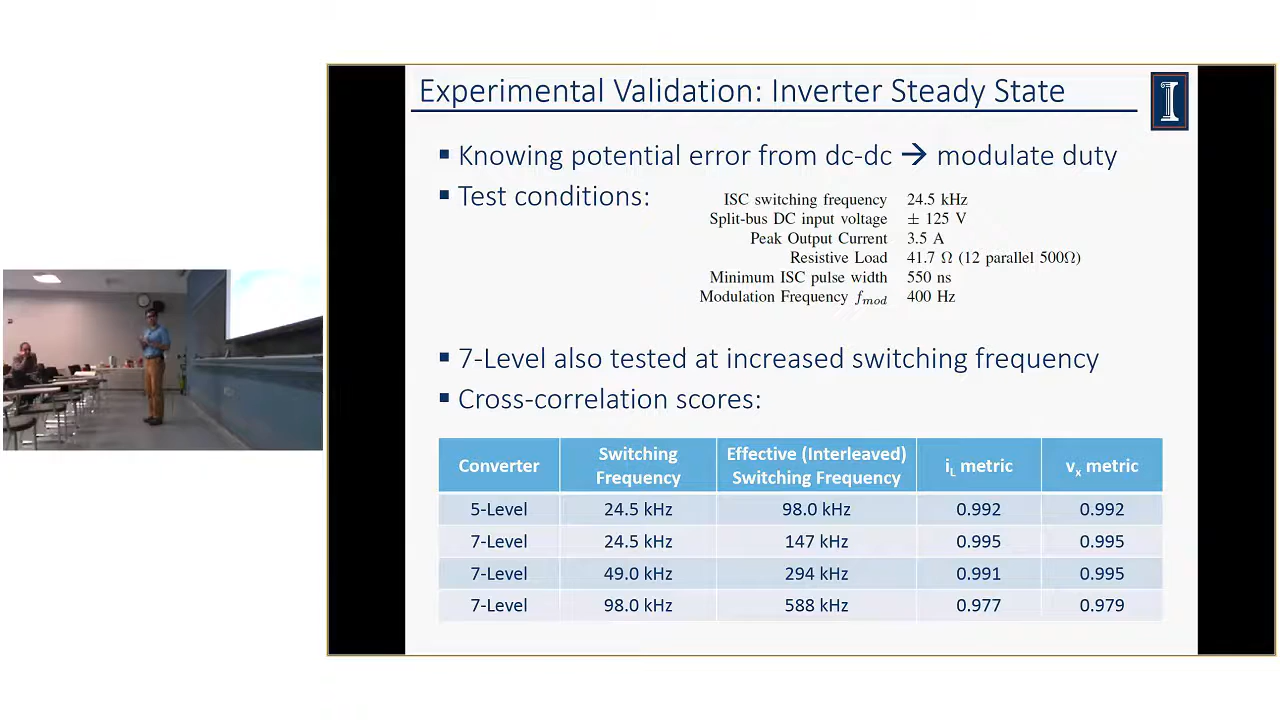 Experimental Validation: Inverter Steady State
▪ Knowing potential error from dc-dc → modulate duty
▪ Test conditions:
ISC switching frequency 24.5 kHz
Split-bus DC input voltage ± 125 V
Peak Output Current 3.5 A
Resistive Load 41.7 Ω (12 parallel 500Ω)
Minimum ISC pulse width 550 ns
Modulation Frequency fmod 400 Hz
▪ 7-Level also tested at increased switching frequency
▪ Cross-correlation scores:
Converter Switching Frequency Effective (Interleaved) Switching Frequency iL metric vx metric
5-Level 24.5 kHz 98.0 kHz 0.992 0.992
7-Level 24.5 kHz 147 kHz 0.995 0.995
7-Level 49.0 kHz 294 kHz 0.991 0.995
7-Level 98.0 kHz 588 kHz 0.977 0.979